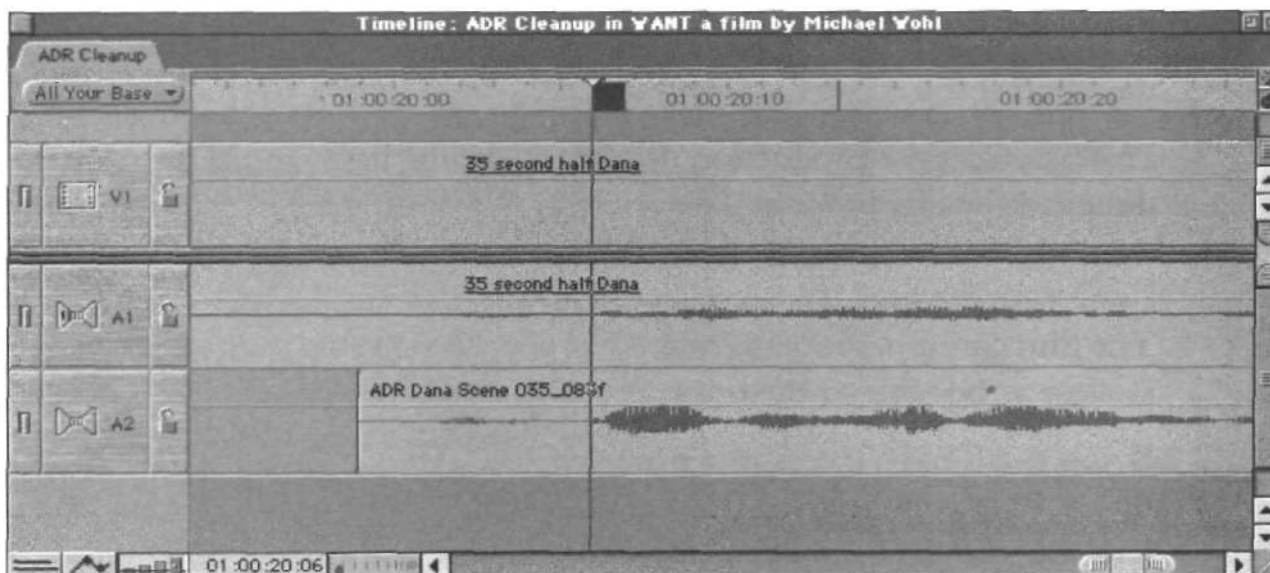 Timeline: ADR Cleanup in WANT a film by Michael Wohl
ADR Cleanup
All Your Base
01:00:20:00 01:00:20:10 01:00:20:20
35 second half Dana
V1
35 second half Dana
A1
ADR Dana Scene 035_083f
A2
01:00:20:06